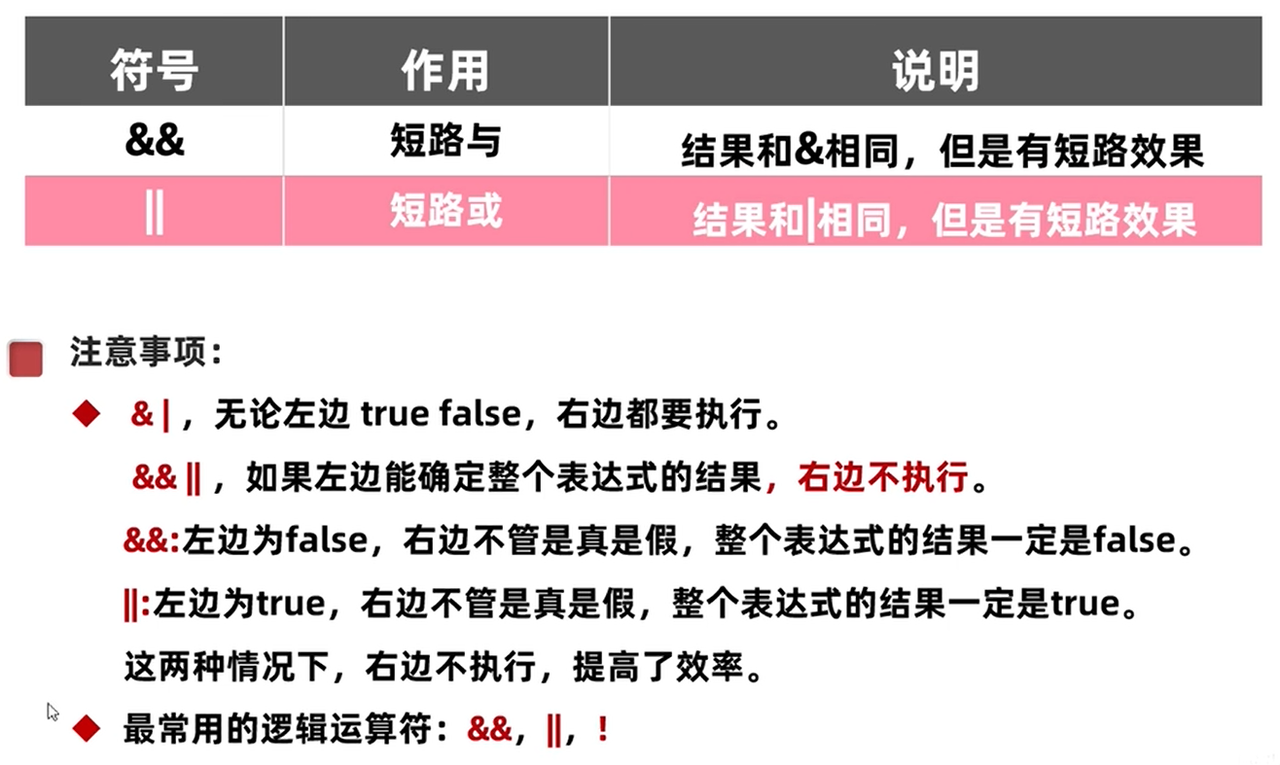 符号 作用 说明
&& 短路与 结果和&相同，但是有短路效果
|| 短路或 结果和|相同，但是有短路效果
注意事项：
& |，无论左边 true false，右边都要执行。
&& ||，如果左边能确定整个表达式的结果，右边不执行。
&&:左边为false，右边不管是真是假，整个表达式的结果一定是false。
||:左边为true，右边不管是真是假，整个表达式的结果一定是true。
这两种情况下，右边不执行，提高了效率。
最常用的逻辑运算符：&&，||，!